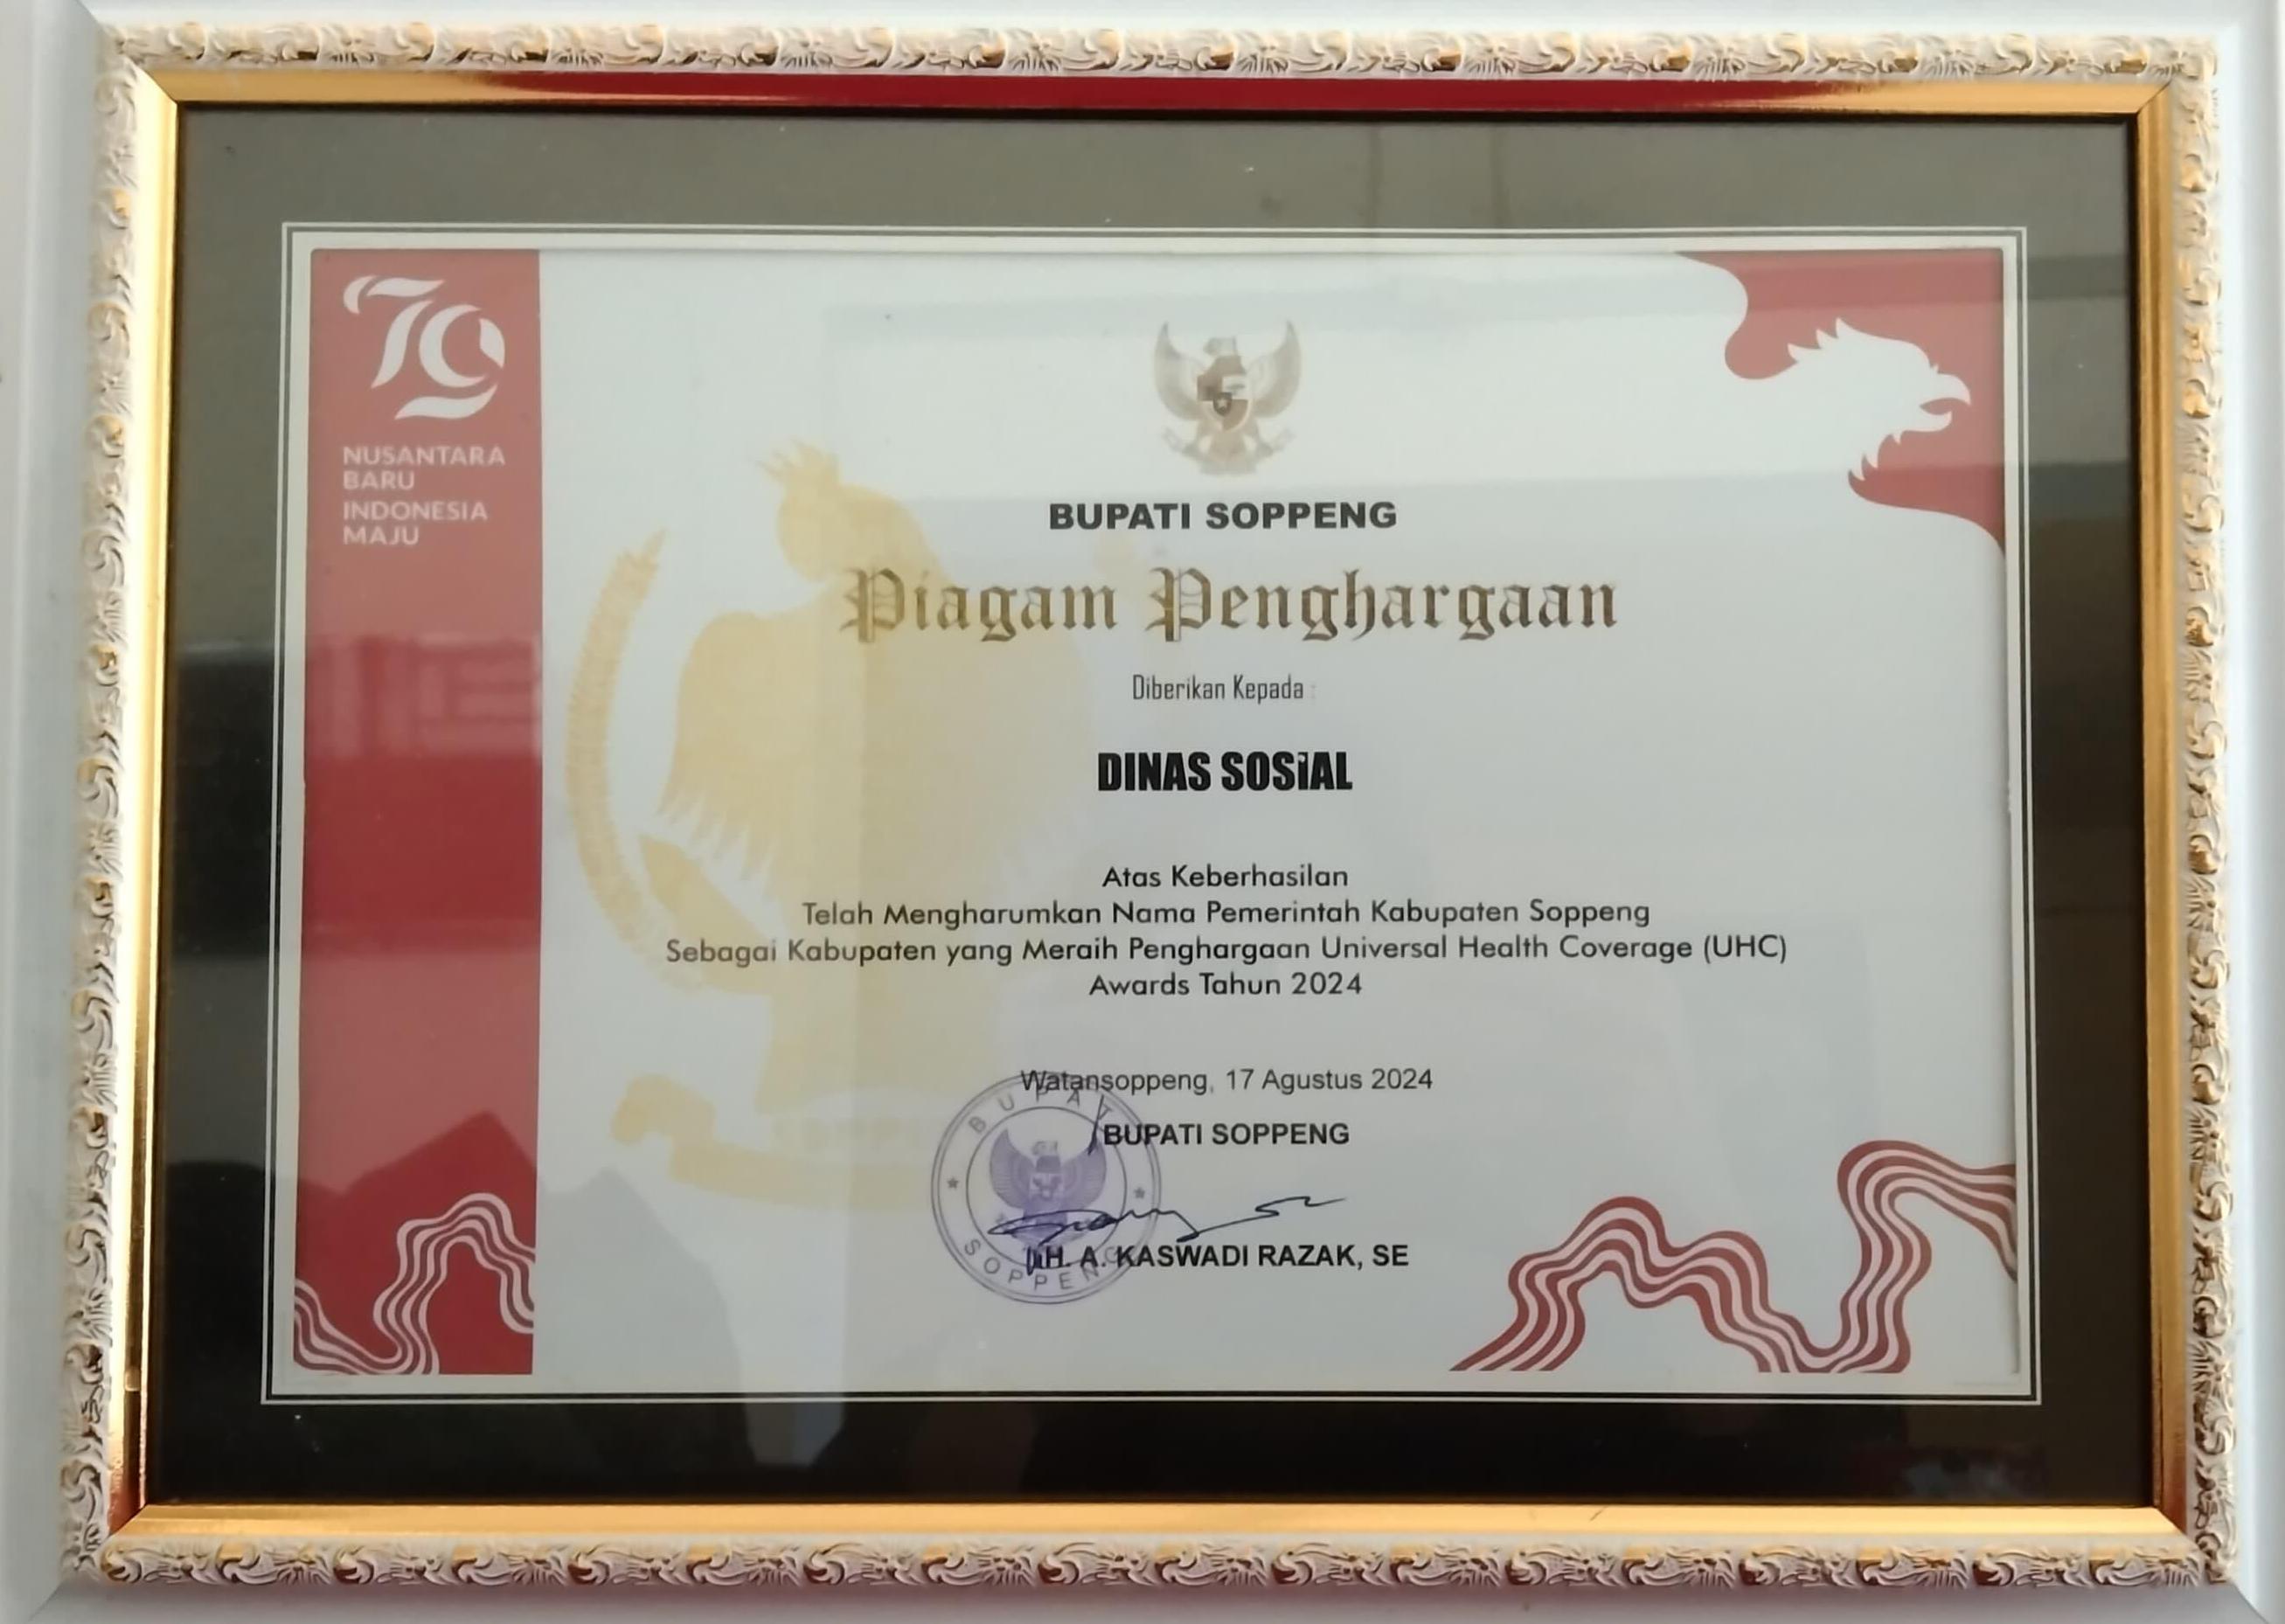 79
NUSANTARA
BARU
INDONESIA
MAJU
BUPATI SOPPENG
Piagam Penghargaan
Diberikan Kepada :
DINAS SOSiAL
Atas Keberhasilan
Telah Mengharumkan Nama Pemerintah Kabupaten Soppeng
Sebagai Kabupaten yang Meraih Penghargaan Universal Health Coverage (UHC)
Awards Tahun 2024
Watansoppeng, 17 Agustus 2024
BUPATI SOPPENG
BUPATI
SOPPENG
H. A. KASWADI RAZAK, SE